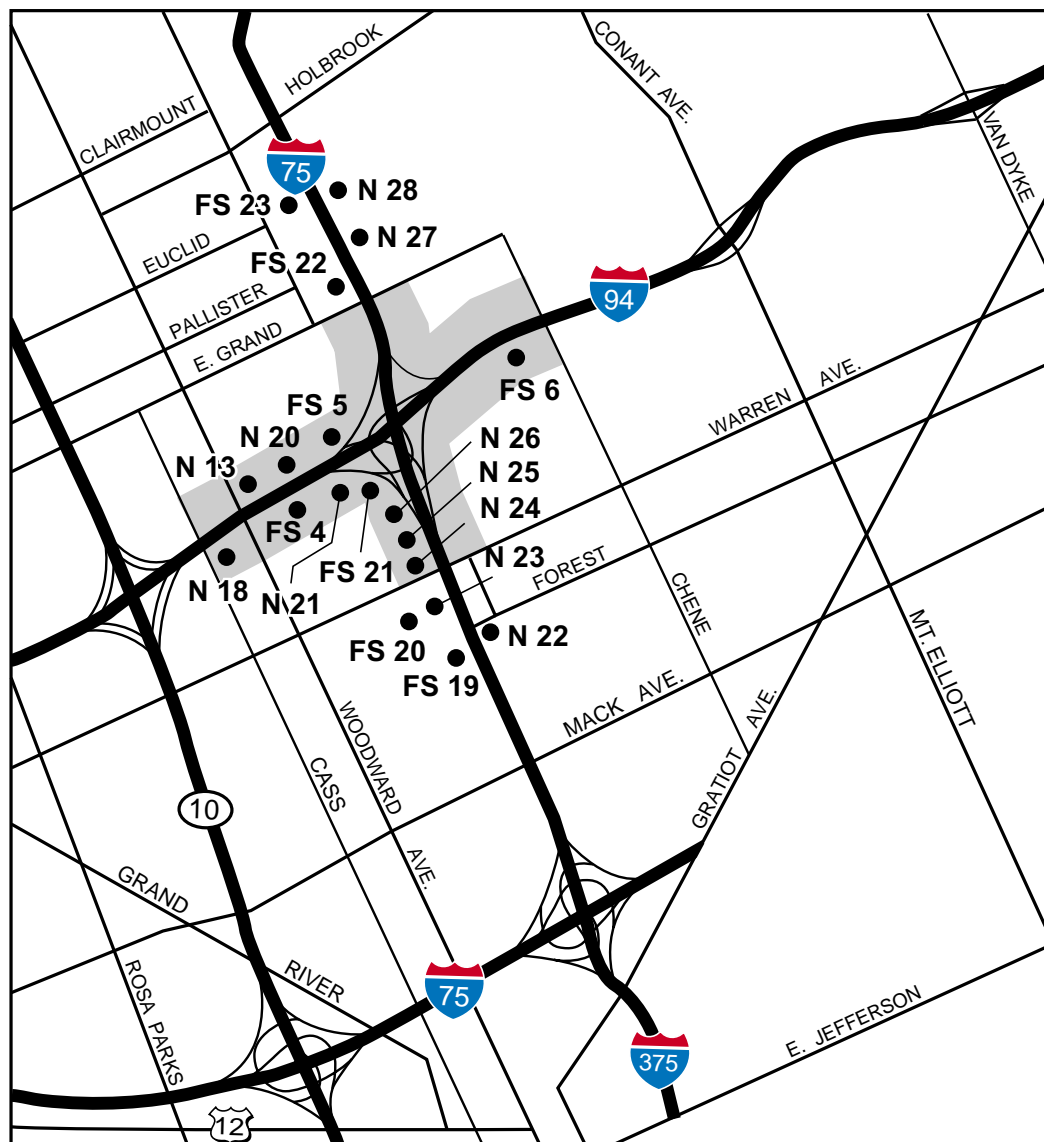 HOLBROOK
CONANT AVE.
CLAIRMOUNT
VAN DYKE
75
N 28
FS 23
N 27
EUCLID
FS 22
PALLISTER
94
E. GRAND
FS 6
FS 5
WARREN AVE.
N 26
N 20
N 25
N 13
N 24
FS 4
N 23
FOREST
N 18
N 21
FS 21
CHENE
MT. ELLIOTT
FS 20
N 22
FS 19
MACK AVE.
WOODWARD AVE.
CASS
GRATIOT AVE.
10
GRAND RIVER
ROSA PARKS
75
E. JEFFERSON
375
12